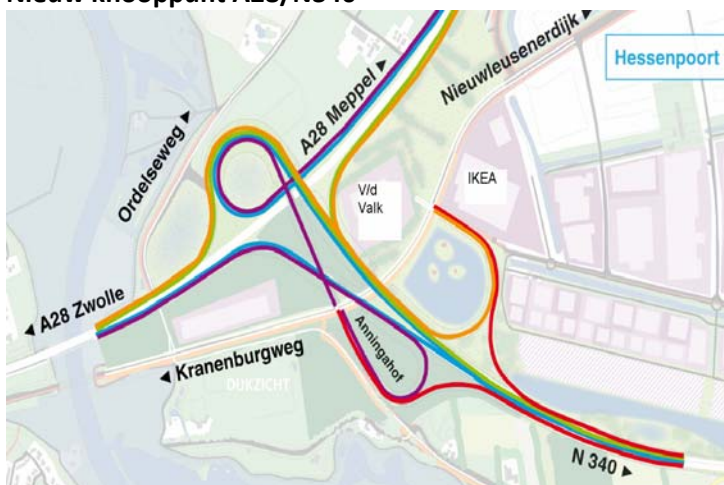 Nieuw knooppunt A28/N340
Hessenpoort
Nieuwleusenerdijk
A28 Meppel
Ordelseweg
IKEA
V/d
Valk
A28 Zwolle
Anningahof
Kranenburgweg
DIJKZICHT
N 340